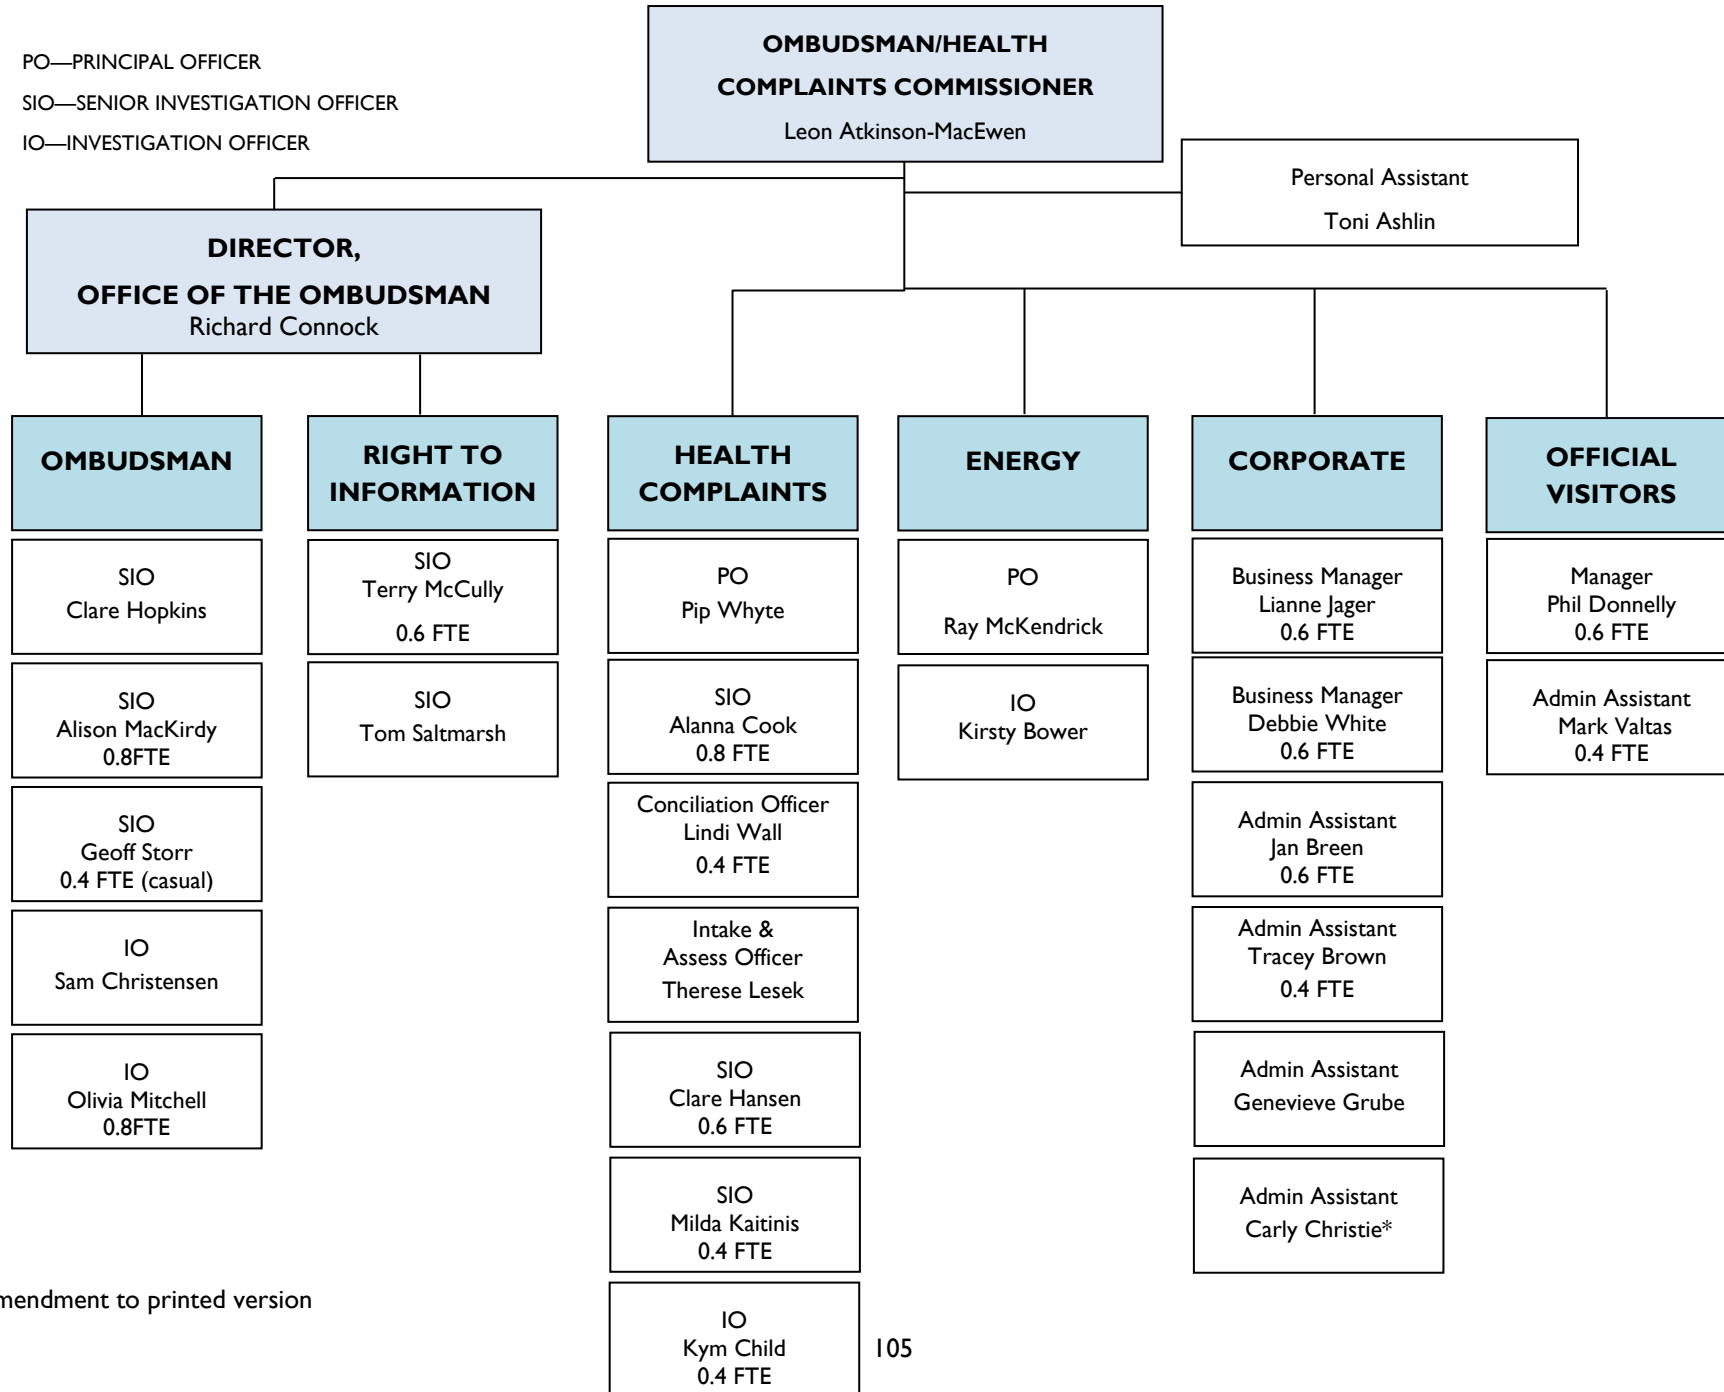 PO—PRINCIPAL OFFICER
SIO—SENIOR INVESTIGATION OFFICER
IO—INVESTIGATION OFFICER
OMBUDSMAN/HEALTH
COMPLAINTS COMMISSIONER
Leon Atkinson-MacEwen
Personal Assistant
Toni Ashlin
DIRECTOR,
OFFICE OF THE OMBUDSMAN
Richard Connock
OMBUDSMAN
SIO
Clare Hopkins
SIO
Alison MacKirdy
0.8FTE
SIO
Geoff Storr
0.4 FTE (casual)
IO
Sam Christensen
IO
Olivia Mitchell
0.8FTE
RIGHT TO
INFORMATION
SIO
Terry McCully
0.6 FTE
SIO
Tom Saltmarsh
HEALTH
COMPLAINTS
PO
Pip Whyte
SIO
Alanna Cook
0.8 FTE
Conciliation Officer
Lindi Wall
0.4 FTE
Intake &
Assess Officer
Therese Lesek
SIO
Clare Hansen
0.6 FTE
SIO
Milda Kaitinis
0.4 FTE
IO
Kym Child
0.4 FTE
ENERGY
PO
Ray McKendrick
IO
Kirsty Bower
CORPORATE
Business Manager
Lianne Jager
0.6 FTE
Business Manager
Debbie White
0.6 FTE
Admin Assistant
Jan Breen
0.6 FTE
Admin Assistant
Tracey Brown
0.4 FTE
Admin Assistant
Genevieve Grube
Admin Assistant
Carly Christie*
OFFICIAL
VISITORS
Manager
Phil Donnelly
0.6 FTE
Admin Assistant
Mark Valtas
0.4 FTE
mendment to printed version
105